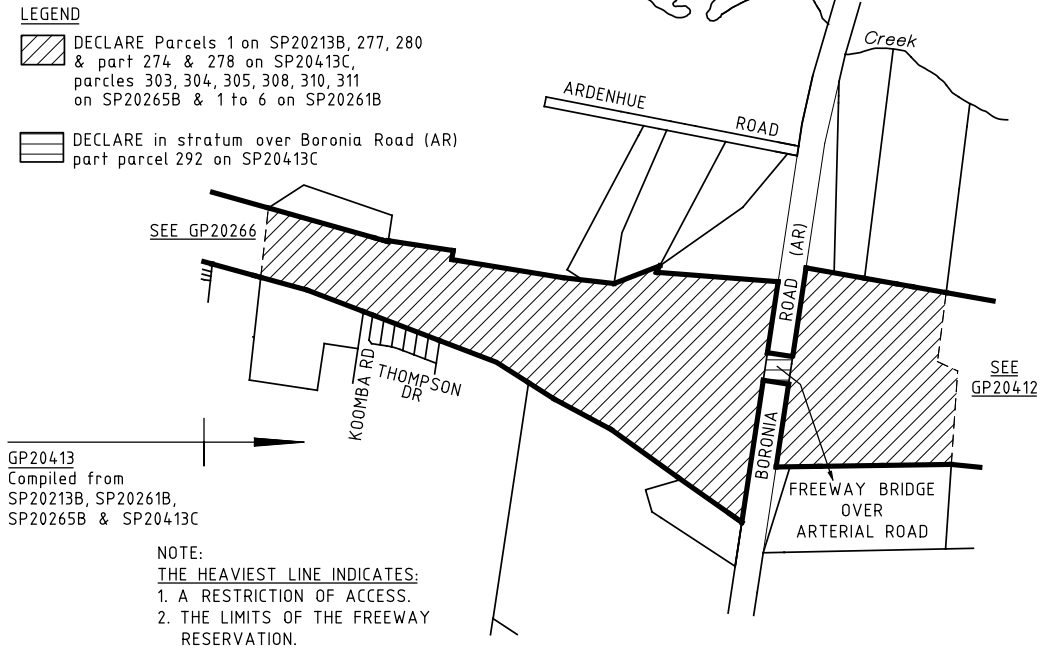 LEGEND
DECLARE Parcels 1 on SP20213B, 277, 280
& part 274 & 278 on SP20413C,
parcles 303, 304, 305, 308, 310, 311
on SP20265B & 1 to 6 on SP20261B
DECLARE in stratum over Boronia Road (AR)
part parcel 292 on SP20413C
Creek
ARDENHUE ROAD
SEE GP20266
ROAD (AR)
BORONIA
KOOMBA RD
THOMPSON
DR
SEE
GP20412
FREEWAY BRIDGE
OVER
ARTERIAL ROAD
GP20413
Compiled from
SP20213B, SP20261B,
SP20265B & SP20413C
NOTE:
THE HEAVIEST LINE INDICATES:
1. A RESTRICTION OF ACCESS.
2. THE LIMITS OF THE FREEWAY
RESERVATION.